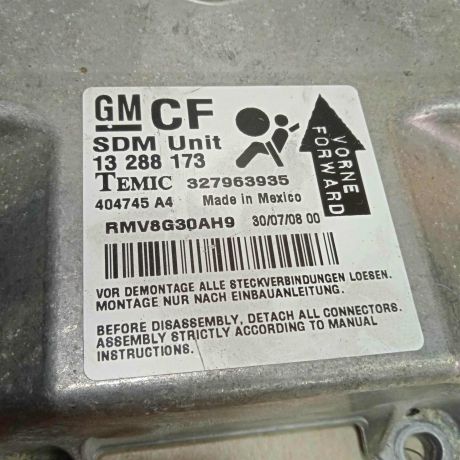 GM CF
SDM Unit
13 288 173
TEMIC 327963935
404745 A4 Made in Mexico
RMV8G30AH9 30/07/08 00
VORNE
FORWARD
VOR DEMONTAGE ALLE STECKVERBINDUNGEN LOESEN.
MONTAGE NUR NACH EINBAUANLEITUNG.
BEFORE DISASSEMBLY, DETACH ALL CONNECTORS.
ASSEMBLY STRICTLY ACCORDING TO MANUAL
INSTRUCTIONS.